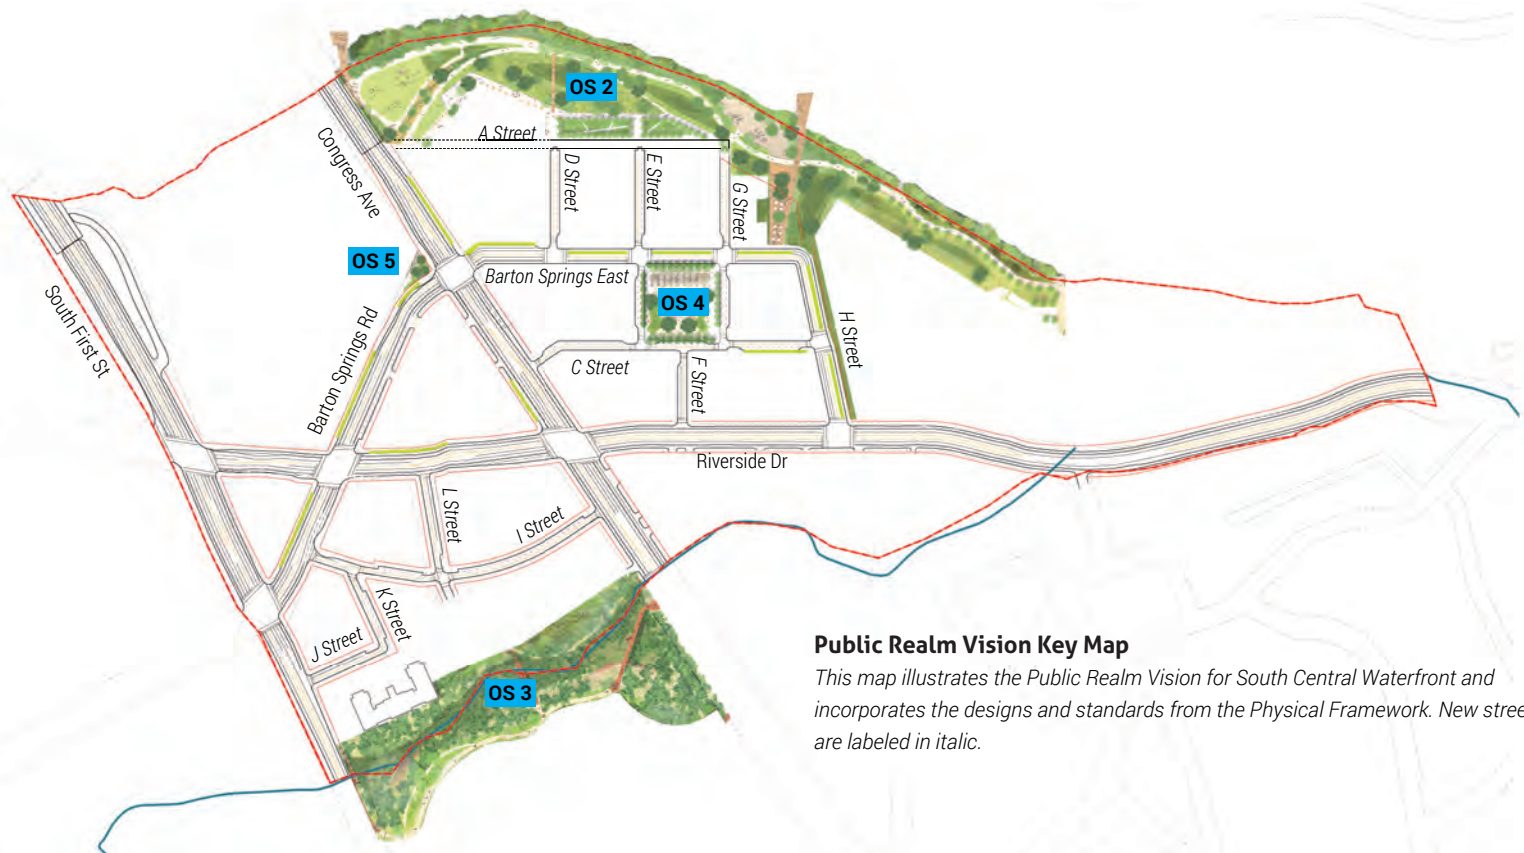 OS 2
A Street
Congress Ave
D Street
E Street
G Street
OS 5
Barton Springs East
OS 4
South First St
Barton Springs Rd
H Street
C Street
F Street
Riverside Dr
L Street
I Street
K Street
J Street
OS 3
Public Realm Vision Key Map
This map illustrates the Public Realm Vision for South Central Waterfront and
incorporates the designs and standards from the Physical Framework. New stree
are labeled in italic.